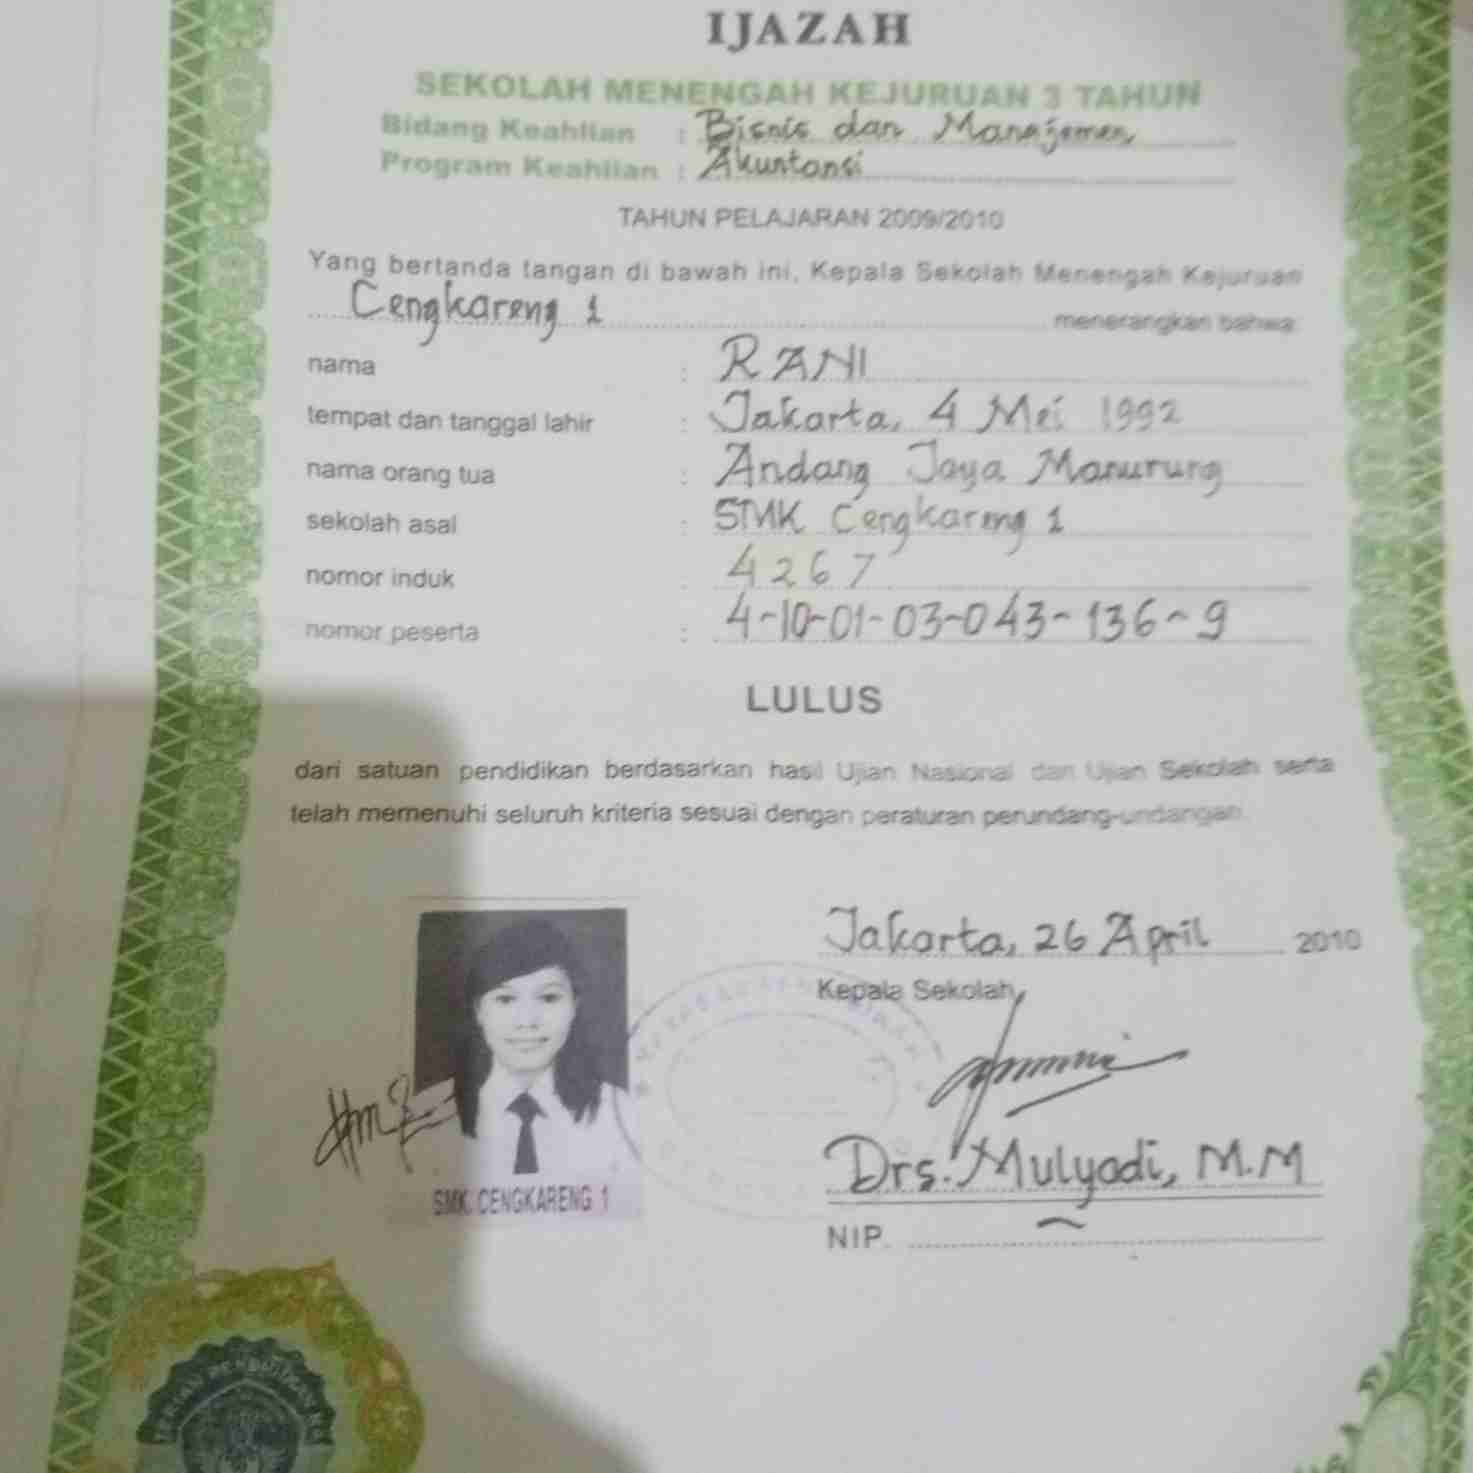 IJAZAH
SEKOLAH MENENGAH KEJURUAN 3 TAHUN
Bidang Keahlian : Bisnis dan Manajemen
Program Keahlian : Akuntansi
TAHUN PELAJARAN 2009/2010
Yang bertanda tangan di bawah ini, Kepala Sekolah Menengah Kejuruan
Cengkareng 1 menerangkan bahwa:
nama : RANI
tempat dan tanggal lahir : Jakarta, 4 Mei 1992
nama orang tua : Andang Jaya Manurung
sekolah asal : SMK Cengkareng 1
nomor induk : 4267
nomor peserta : 4-10-01-03-043-136-9
LULUS
dari satuan pendidikan berdasarkan hasil Ujian Nasional dan Ujian Sekolah serta
telah memenuhi seluruh kriteria sesuai dengan peraturan perundang-undangan.
Jakarta, 26 April 2010
Kepala Sekolah,
Drs. Mulyadi, M.M
NIP. ~
SMK CENGKARENG 1